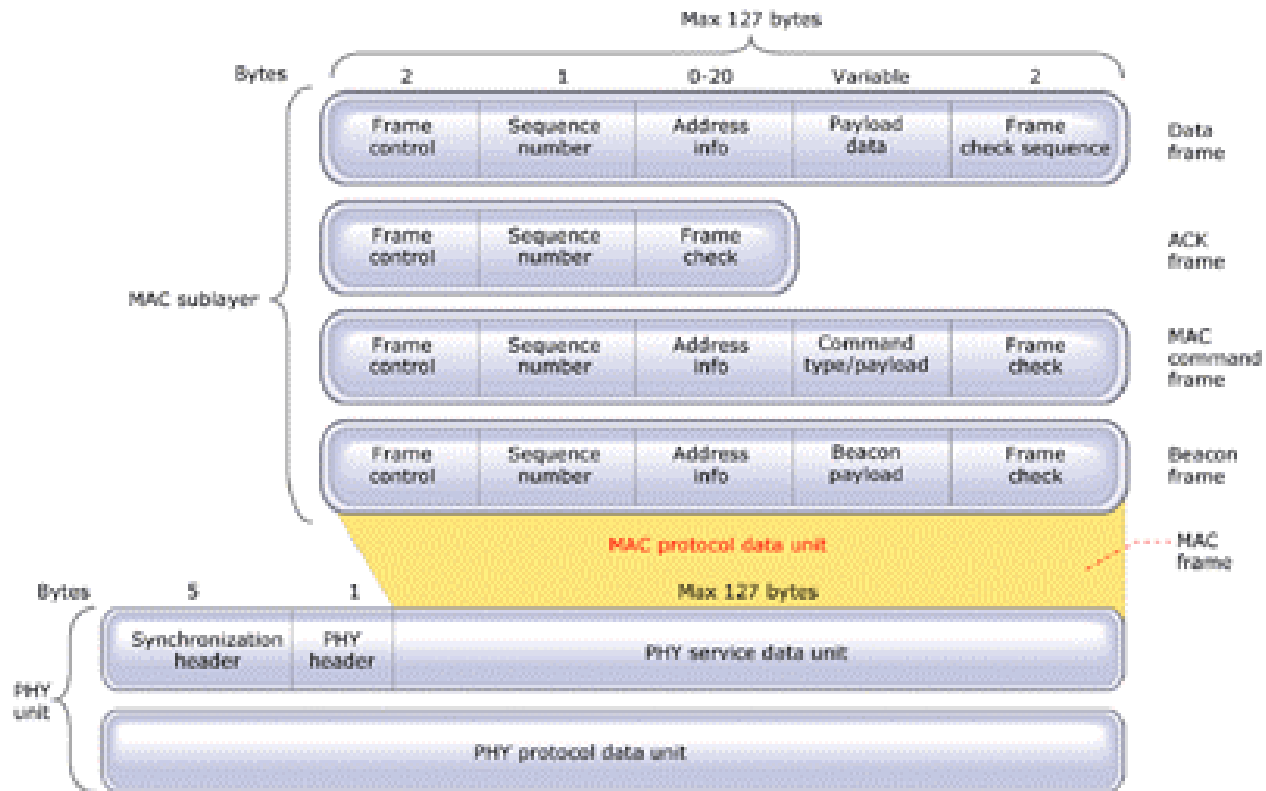 Max 127 bytes
Bytes 2 1 0-20 Variable 2
Frame control
Sequence number
Address info
Payload data
Frame check sequence
Data frame
Frame control
Sequence number
Frame check
ACK frame
MAC sublayer
Frame control
Sequence number
Address info
Command type/payload
Frame check
MAC command frame
Frame control
Sequence number
Address info
Beacon payload
Frame check
Beacon frame
MAC protocol data unit
MAC frame
Bytes 5 1 Max 127 bytes
Synchronization header
PHY header
PHY service data unit
PHY unit
PHY protocol data unit